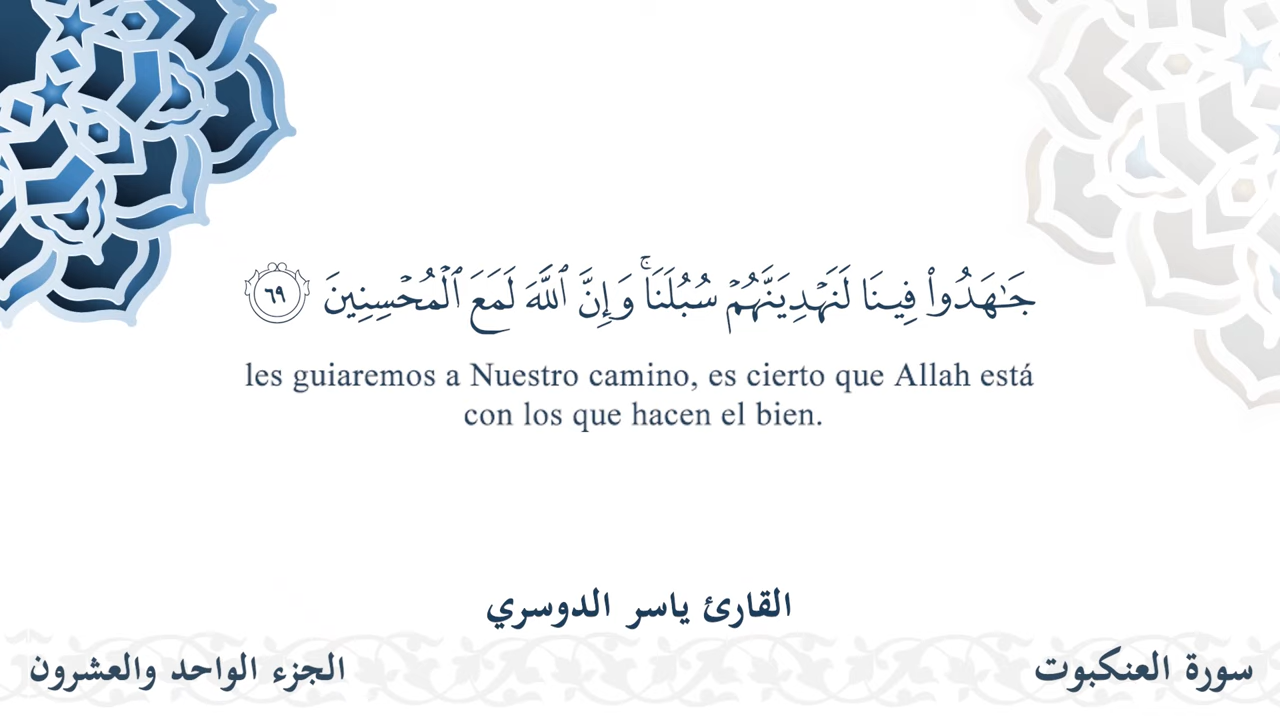 جَـٰهَدُوا۟ فِينَا لَنَهْدِيَنَّهُمْ سُبُلَنَا ۚ وَإِنَّ ٱللَّهَ لَمَعَ ٱلْمُحْسِنِينَ ٦٩
les guiaremos a Nuestro camino, es cierto que Allah está
con los que hacen el bien.
القارئ ياسر الدوسري
سورة العنكبوت
الجزء الواحد والعشرون